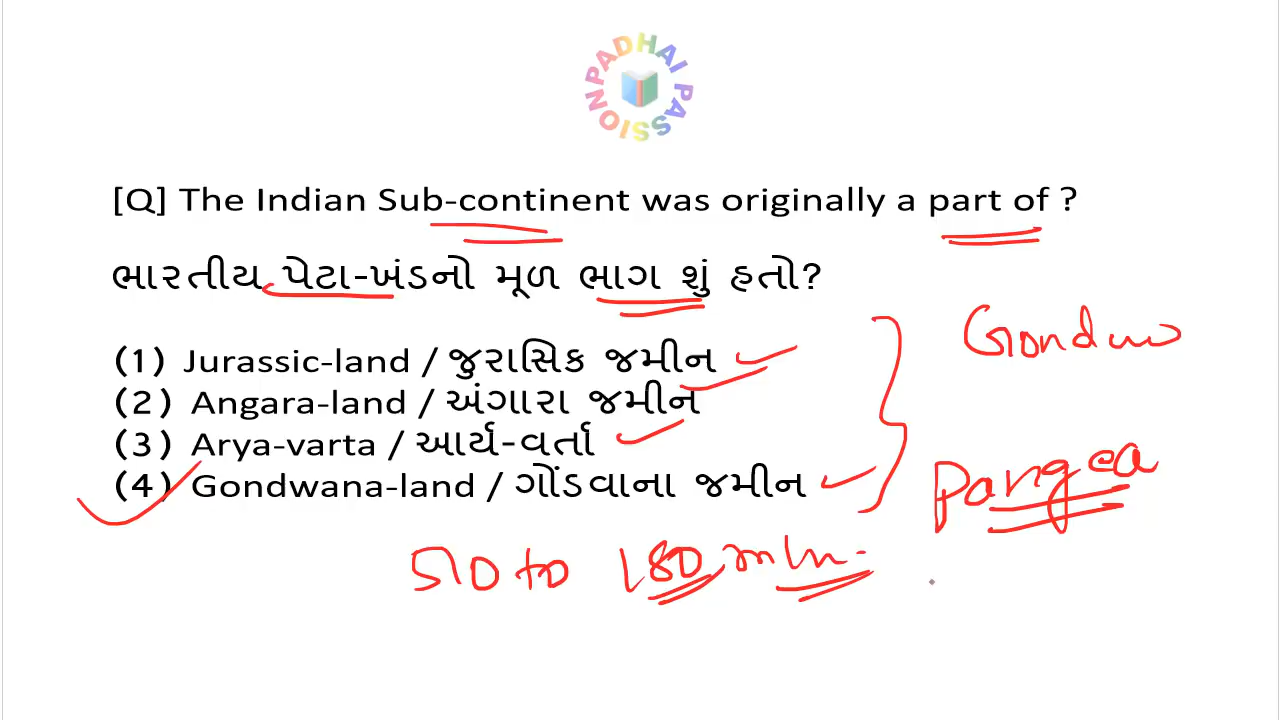 PADHAI PASSION
[Q] The Indian Sub-continent was originally a part of ?
ભારતીય પેટા-ખંડનો મૂળ ભાગ શું હતો?
(1) Jurassic-land / જુરાસિક જમીન
(2) Angara-land / અંગારા જમીન
(3) Arya-varta / આર્ય-વર્તા
(4) Gondwana-land / ગોંડવાના જમીન
Pangea
510 to 180 mln.